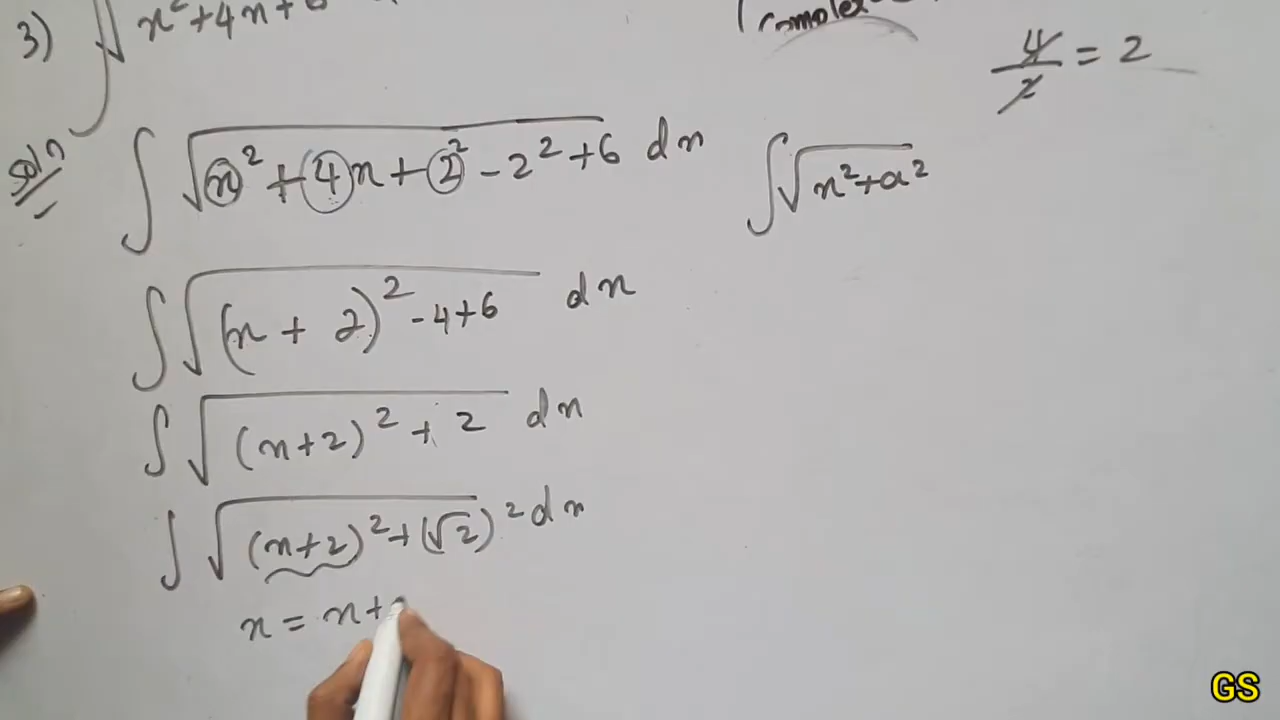 3) ∫√x²+4x+6
(comolex
4/2 = 2
Soln ∫√x²+4x+2²-2²+6 dx
∫√x²+a²
∫√(x+2)²-4+6 dx
∫√(x+2)²+2 dx
∫√(x+2)²+(√2)² dx
x = x+
GS